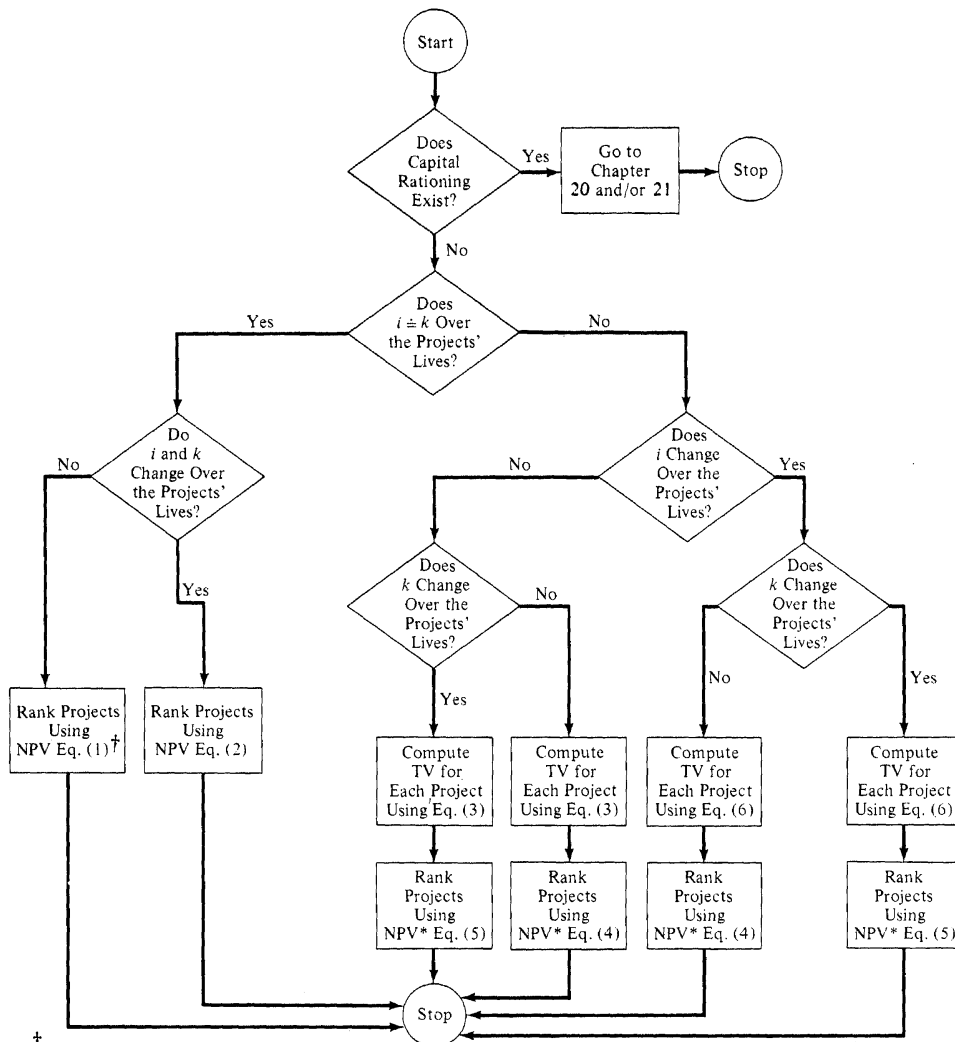 Start
Does
Capital
Rationing
Exist?
Yes
Go to
Chapter
20 and/or 21
Stop
No
Does
i ≐ k Over
the Projects'
Lives?
Yes
No
Do
i and k
Change Over
the Projects'
Lives?
No
Yes
Does
i Change
Over the
Projects'
Lives?
No
Yes
Does
k Change
Over the
Projects'
Lives?
No
Yes
Does
k Change
Over the
Projects'
Lives?
No
Yes
Rank Projects
Using
NPV Eq. (1)†
Rank Projects
Using
NPV Eq. (2)
Compute
TV for
Each Project
Using Eq. (3)
Compute
TV for
Each Project
Using Eq. (3)
Compute
TV for
Each Project
Using Eq. (6)
Compute
TV for
Each Project
Using Eq. (6)
Rank
Projects
Using
NPV* Eq. (5)
Rank
Projects
Using
NPV* Eq. (4)
Rank
Projects
Using
NPV* Eq. (4)
Rank
Projects
Using
NPV* Eq. (5)
Stop
†